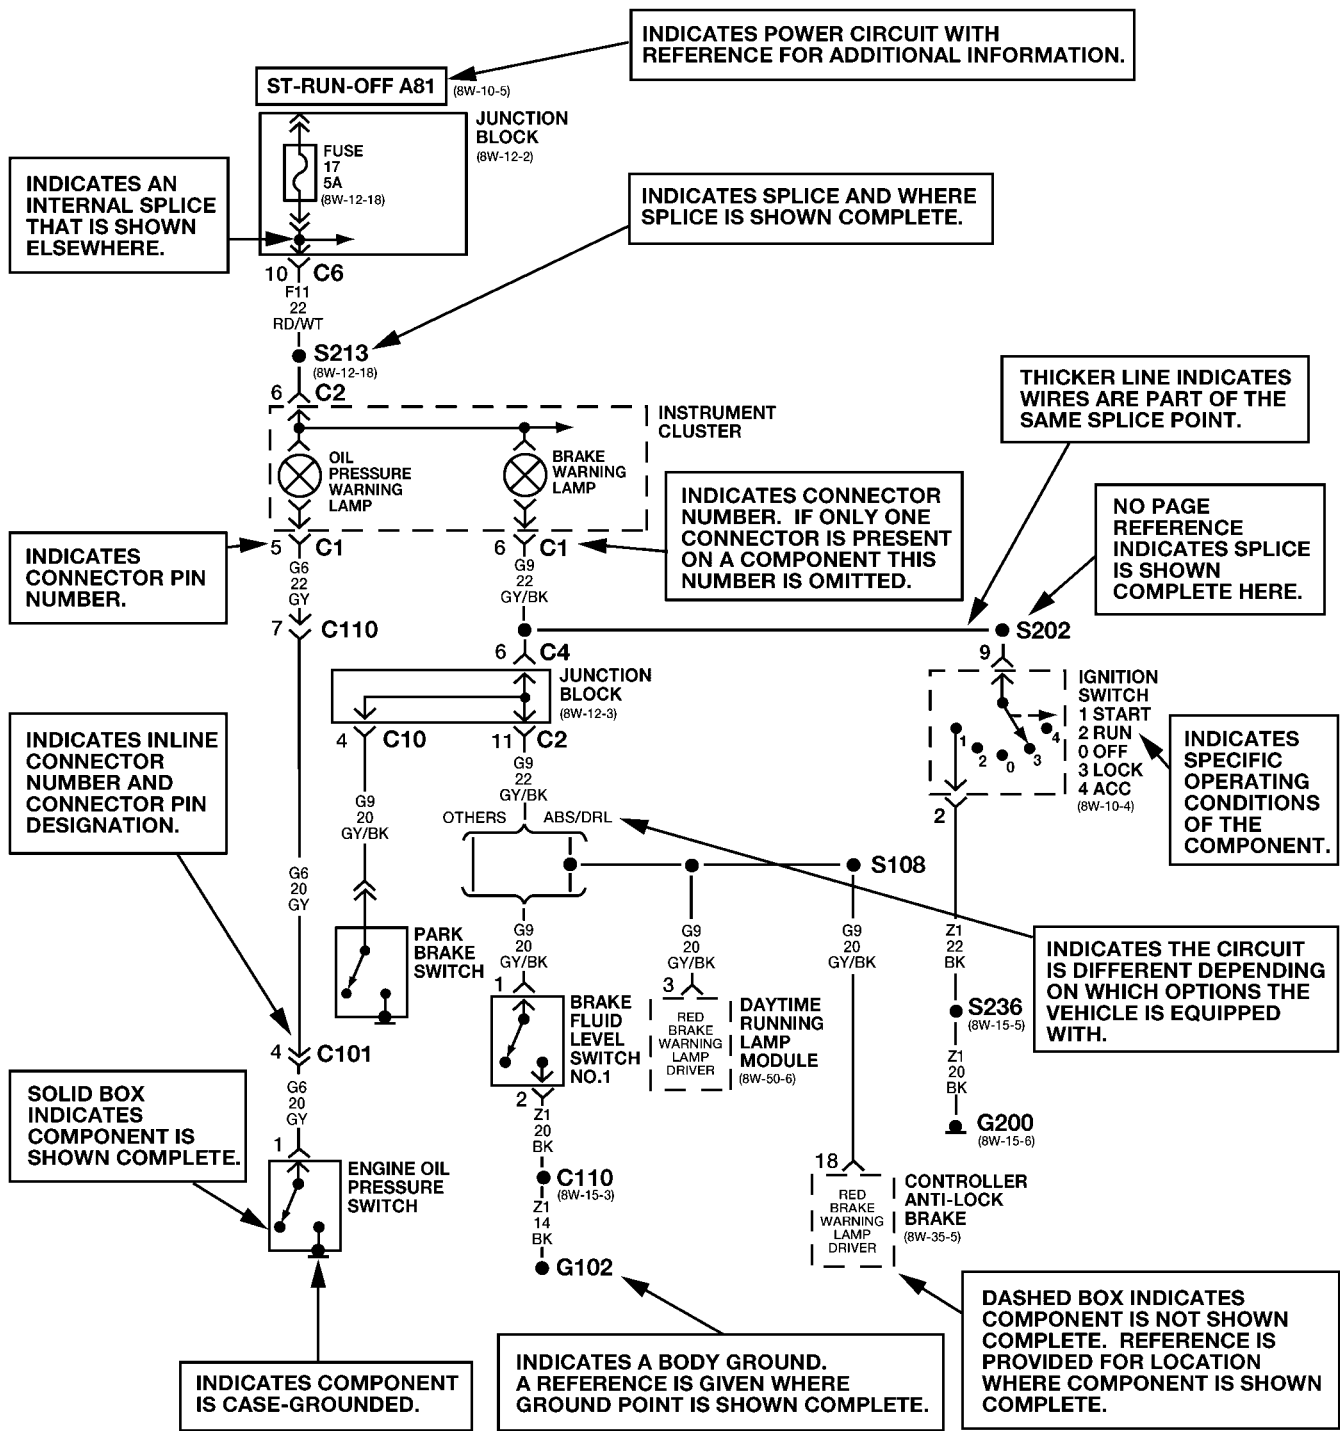 INDICATES POWER CIRCUIT WITH
REFERENCE FOR ADDITIONAL INFORMATION.
ST-RUN-OFF A81
(8W-10-5)
JUNCTION
BLOCK
(8W-12-2)
FUSE
17
5A
(8W-12-18)
INDICATES AN
INTERNAL SPLICE
THAT IS SHOWN
ELSEWHERE.
INDICATES SPLICE AND WHERE
SPLICE IS SHOWN COMPLETE.
10 C6
F11
22
RD/WT
S213
(8W-12-18)
6 C2
THICKER LINE INDICATES
WIRES ARE PART OF THE
SAME SPLICE POINT.
INSTRUMENT
CLUSTER
OIL
PRESSURE
WARNING
LAMP
BRAKE
WARNING
LAMP
INDICATES CONNECTOR
NUMBER. IF ONLY ONE
CONNECTOR IS PRESENT
ON A COMPONENT THIS
NUMBER IS OMITTED.
NO PAGE
REFERENCE
INDICATES SPLICE
IS SHOWN
COMPLETE HERE.
INDICATES
CONNECTOR PIN
NUMBER.
5 C1
G6
22
GY
6 C1
G9
22
GY/BK
7 C110
S202
6 C4
9
JUNCTION
BLOCK
(8W-12-3)
IGNITION
SWITCH
1 START
2 RUN
0 OFF
3 LOCK
4 ACC
(8W-10-4)
1
2
0
3
4
INDICATES
SPECIFIC
OPERATING
CONDITIONS
OF THE
COMPONENT.
INDICATES INLINE
CONNECTOR
NUMBER AND
CONNECTOR PIN
DESIGNATION.
4 C10
11 C2
G9
22
GY/BK
G9
20
GY/BK
OTHERS
ABS/DRL
2
S108
G6
20
GY
PARK
BRAKE
SWITCH
G9
20
GY/BK
G9
20
GY/BK
G9
20
GY/BK
Z1
22
BK
INDICATES THE CIRCUIT
IS DIFFERENT DEPENDING
ON WHICH OPTIONS THE
VEHICLE IS EQUIPPED
WITH.
1
BRAKE
FLUID
LEVEL
SWITCH
NO.1
3
RED
BRAKE
WARNING
LAMP
DRIVER
DAYTIME
RUNNING
LAMP
MODULE
(8W-50-6)
S236
(8W-15-5)
Z1
20
BK
4 C101
G6
20
GY
SOLID BOX
INDICATES
COMPONENT IS
SHOWN COMPLETE.
2
Z1
20
BK
G200
(8W-15-6)
1
ENGINE OIL
PRESSURE
SWITCH
C110
(8W-15-3)
Z1
14
BK
G102
18
RED
BRAKE
WARNING
LAMP
DRIVER
CONTROLLER
ANTI-LOCK
BRAKE
(8W-35-5)
DASHED BOX INDICATES
COMPONENT IS NOT SHOWN
COMPLETE. REFERENCE IS
PROVIDED FOR LOCATION
WHERE COMPONENT IS SHOWN
COMPLETE.
INDICATES A BODY GROUND.
A REFERENCE IS GIVEN WHERE
GROUND POINT IS SHOWN COMPLETE.
INDICATES COMPONENT
IS CASE-GROUNDED.